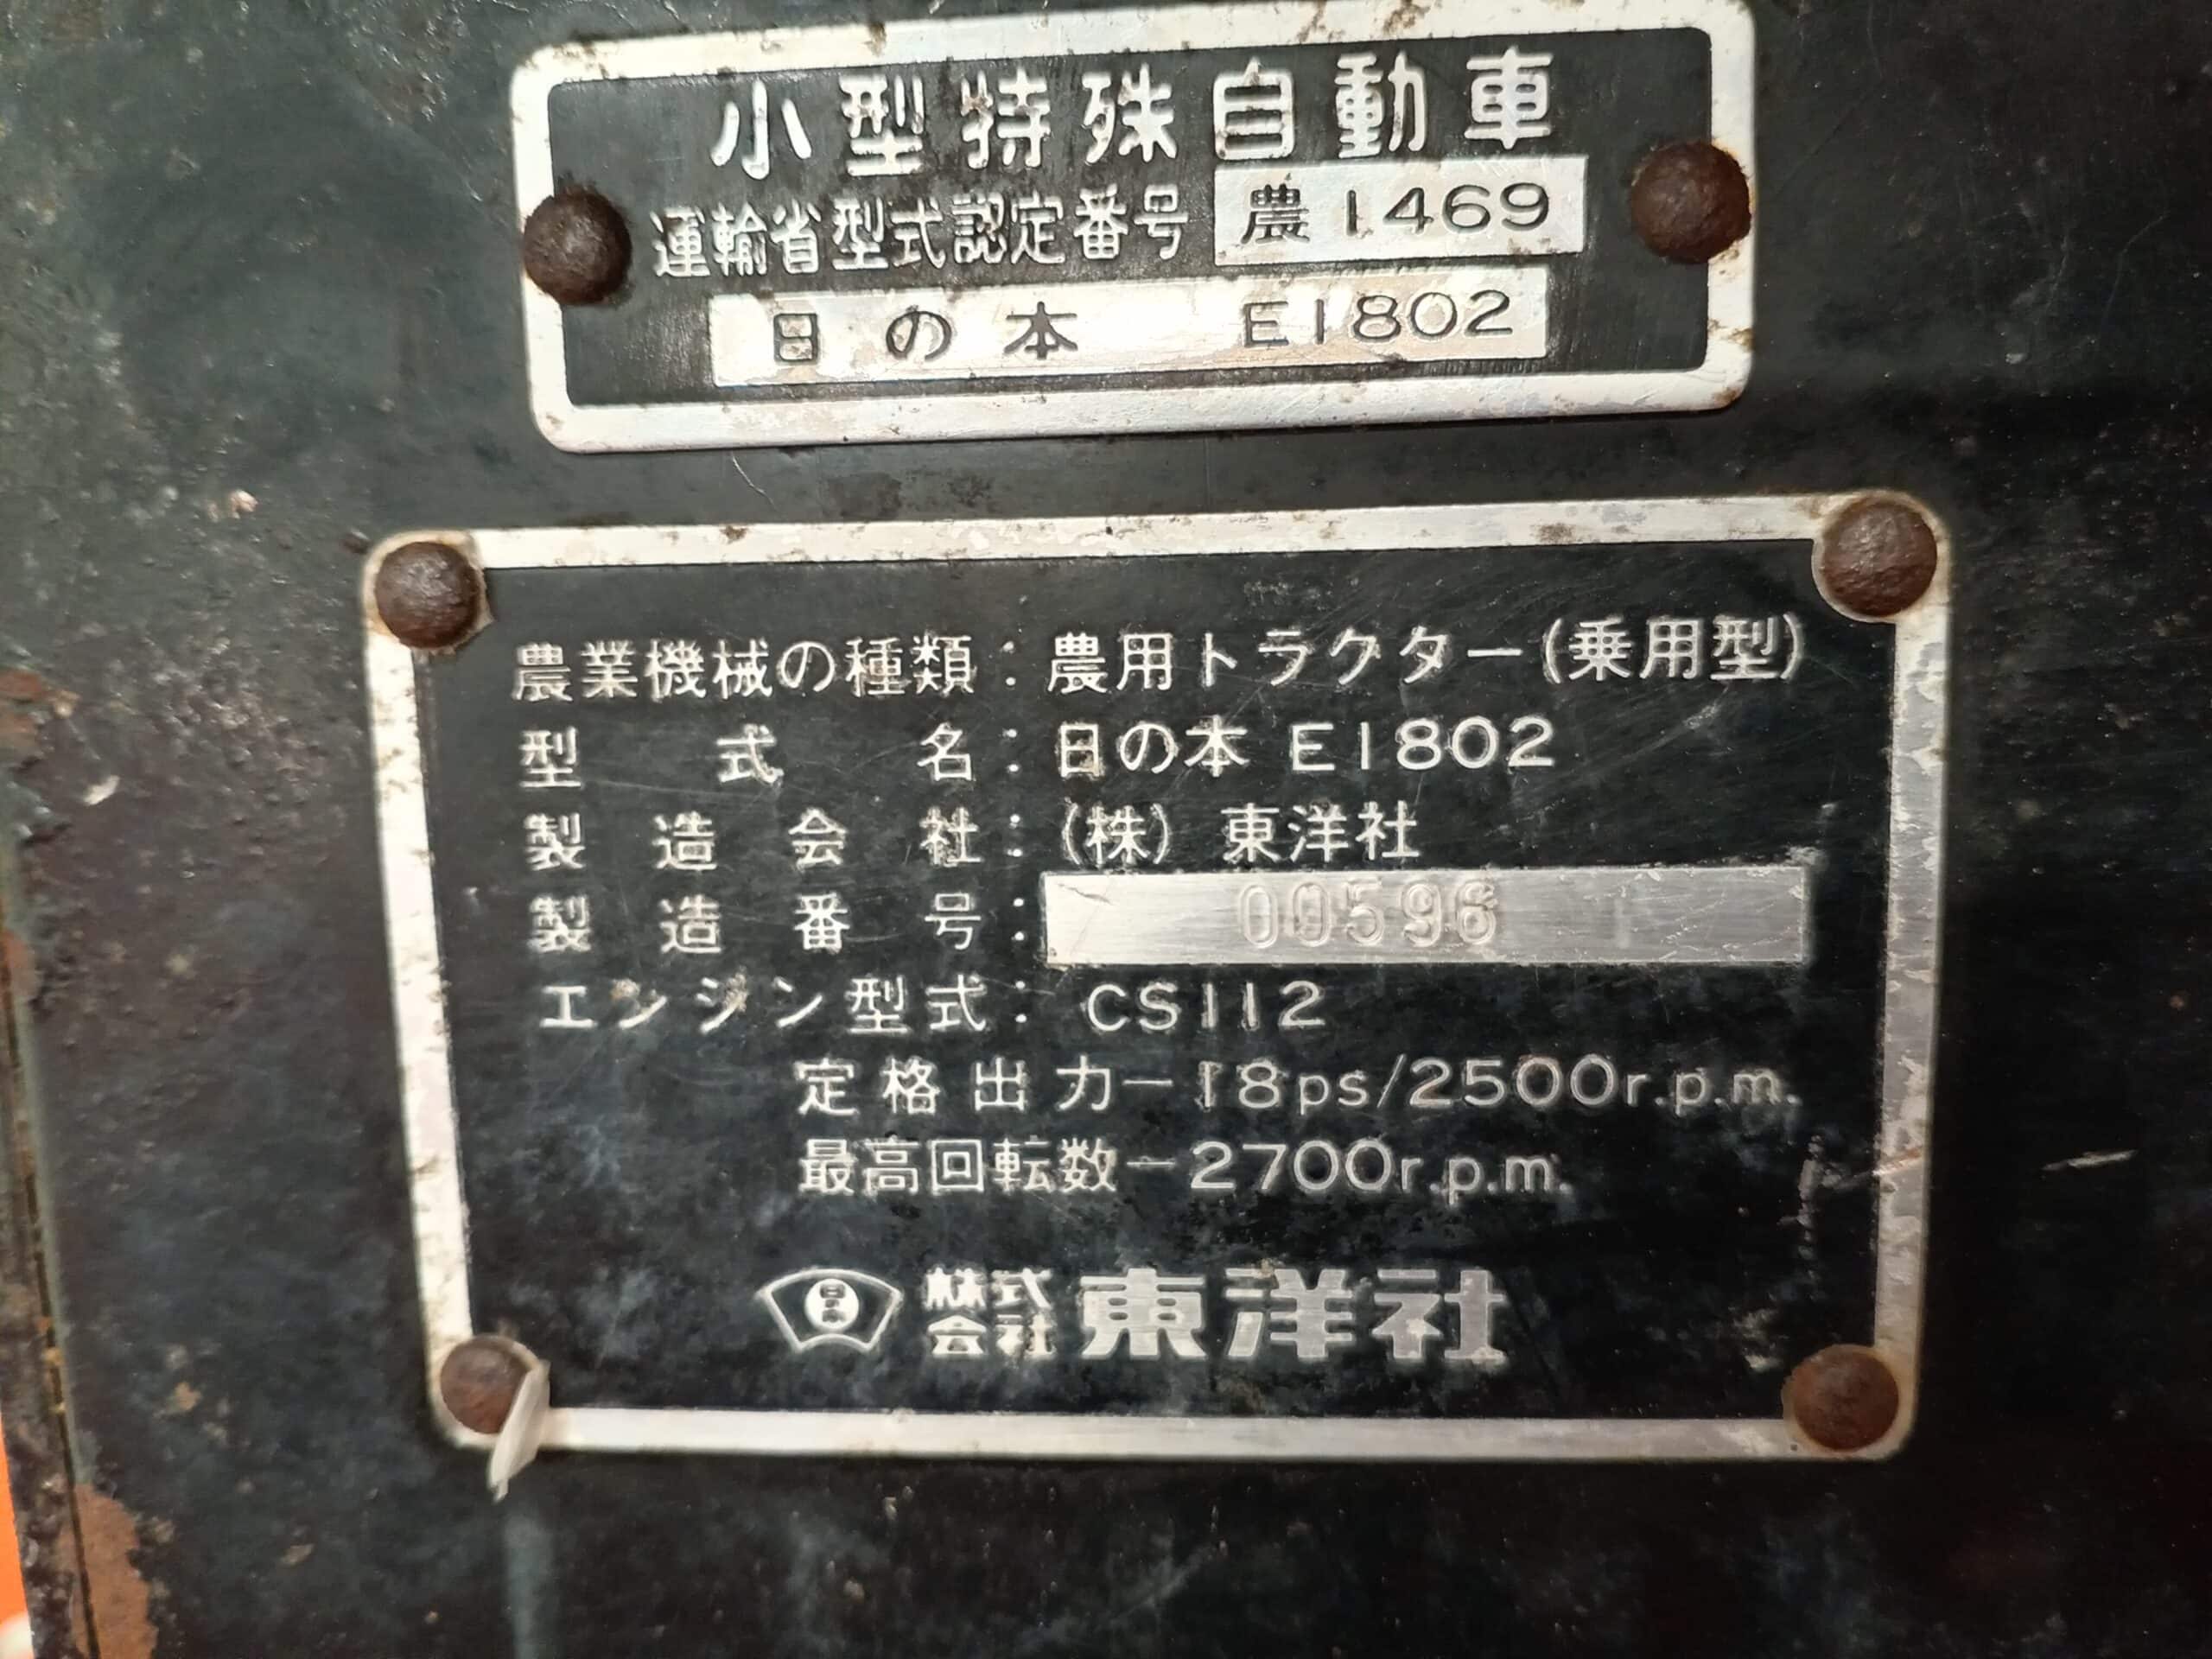 小型特殊自動車
運輸省型式認定番号 農1469
日の本 E1802
農業機械の種類：農用トラクター(乗用型)
型式名：日の本 E1802
製造会社：(株) 東洋社
製造番号：00596
エンジン型式：CS112
定格出力－18ps/2500r.p.m.
最高回転数－2700r.p.m.
株式会社 東洋社